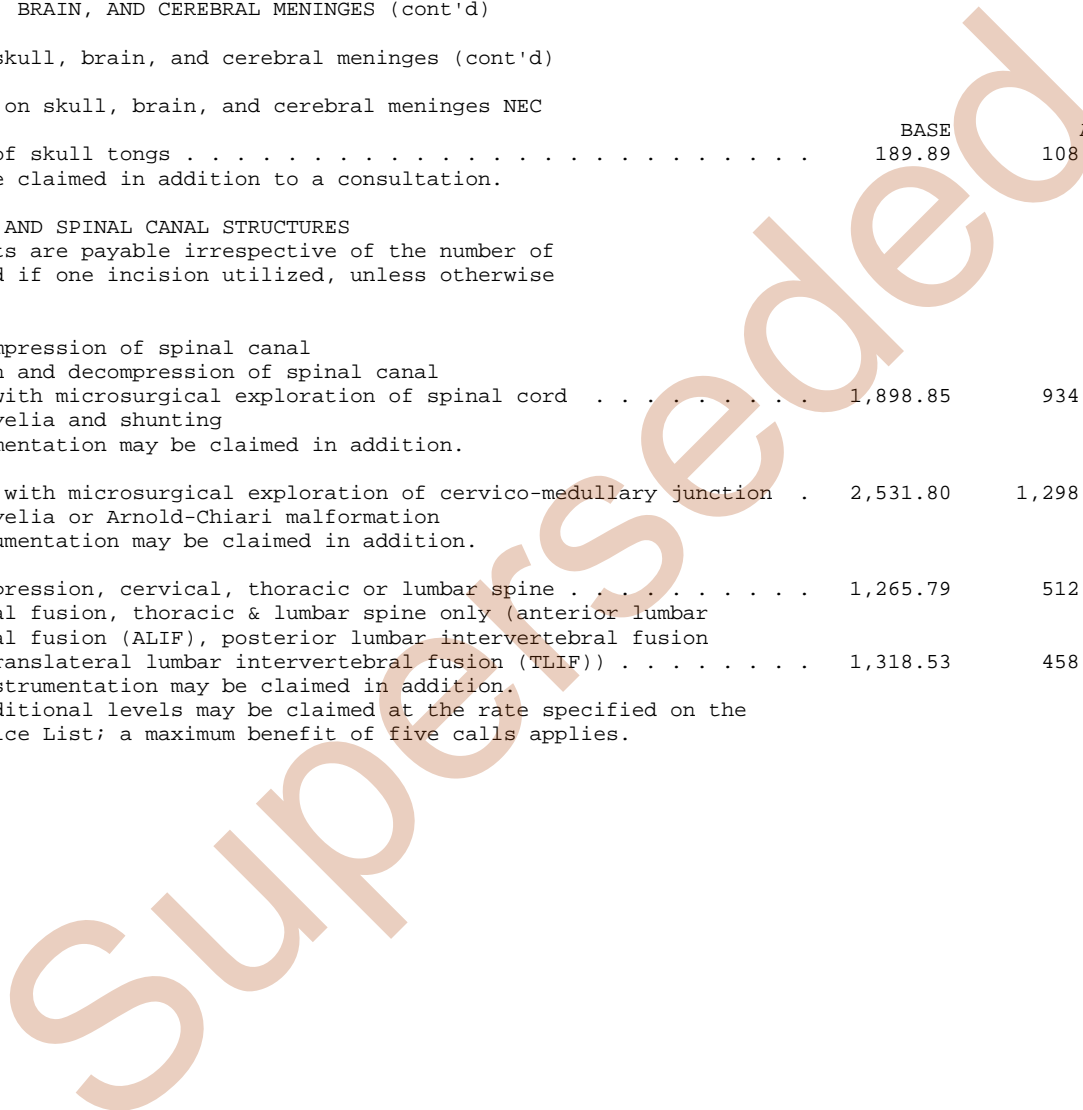 BRAIN, AND CEREBRAL MENINGES (cont'd)
skull, brain, and cerebral meninges (cont'd)
on skull, brain, and cerebral meninges NEC
BASE
of skull tongs . . . . . . . . . . . . . . . . . . . . . . . . . 189.89 108
e claimed in addition to a consultation.
AND SPINAL CANAL STRUCTURES
ts are payable irrespective of the number of
d if one incision utilized, unless otherwise
mpression of spinal canal
n and decompression of spinal canal
with microsurgical exploration of spinal cord . . . . . . . . . 1,898.85 934
yelia and shunting
mentation may be claimed in addition.
with microsurgical exploration of cervico-medullary junction . 2,531.80 1,298
yelia or Arnold-Chiari malformation
umentation may be claimed in addition.
pression, cervical, thoracic or lumbar spine . . . . . . . . . . 1,265.79 512
al fusion, thoracic & lumbar spine only (anterior lumbar
al fusion (ALIF), posterior lumbar intervertebral fusion
ranslateral lumbar intervertebral fusion (TLIF)) . . . . . . . . 1,318.53 458
strumentation may be claimed in addition.
ditional levels may be claimed at the rate specified on the
ice List; a maximum benefit of five calls applies.
Superseded